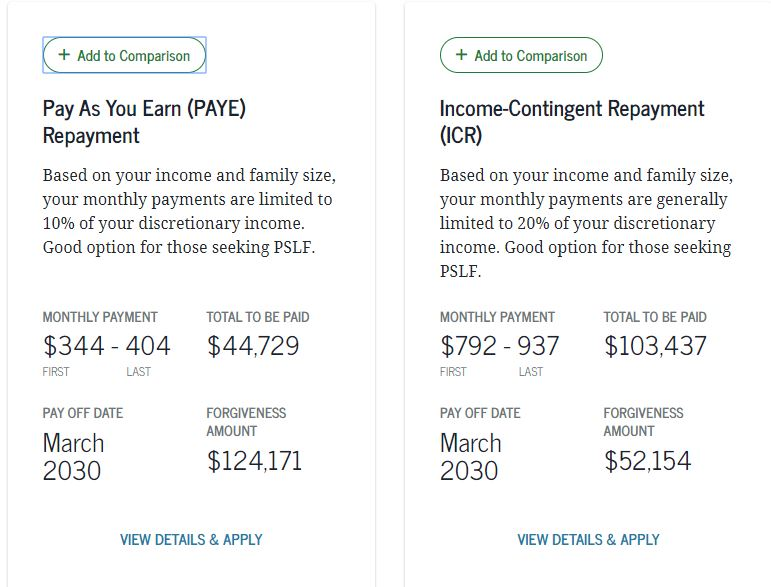 + Add to Comparison
Pay As You Earn (PAYE)
Repayment
Based on your income and family size,
your monthly payments are limited to
10% of your discretionary income.
Good option for those seeking PSLF.
MONTHLY PAYMENT
$344 - 404
FIRST LAST
TOTAL TO BE PAID
$44,729
PAY OFF DATE
March
2030
FORGIVENESS
AMOUNT
$124,171
VIEW DETAILS & APPLY
+ Add to Comparison
Income-Contingent Repayment
(ICR)
Based on your income and family size,
your monthly payments are generally
limited to 20% of your discretionary
income. Good option for those seeking
PSLF.
MONTHLY PAYMENT
$792 - 937
FIRST LAST
TOTAL TO BE PAID
$103,437
PAY OFF DATE
March
2030
FORGIVENESS
AMOUNT
$52,154
VIEW DETAILS & APPLY